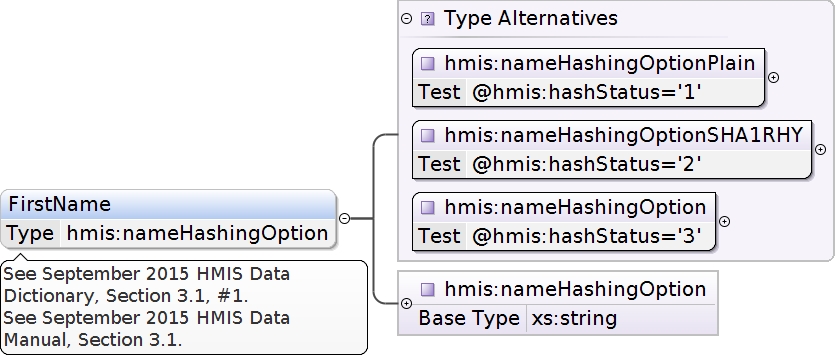 Type Alternatives
hmis:nameHashingOptionPlain
Test @hmis:hashStatus='1'
hmis:nameHashingOptionSHA1RHY
Test @hmis:hashStatus='2'
hmis:nameHashingOption
Test @hmis:hashStatus='3'
FirstName
Type hmis:nameHashingOption
See September 2015 HMIS Data
Dictionary, Section 3.1, #1.
See September 2015 HMIS Data
Manual, Section 3.1.
hmis:nameHashingOption
Base Type xs:string